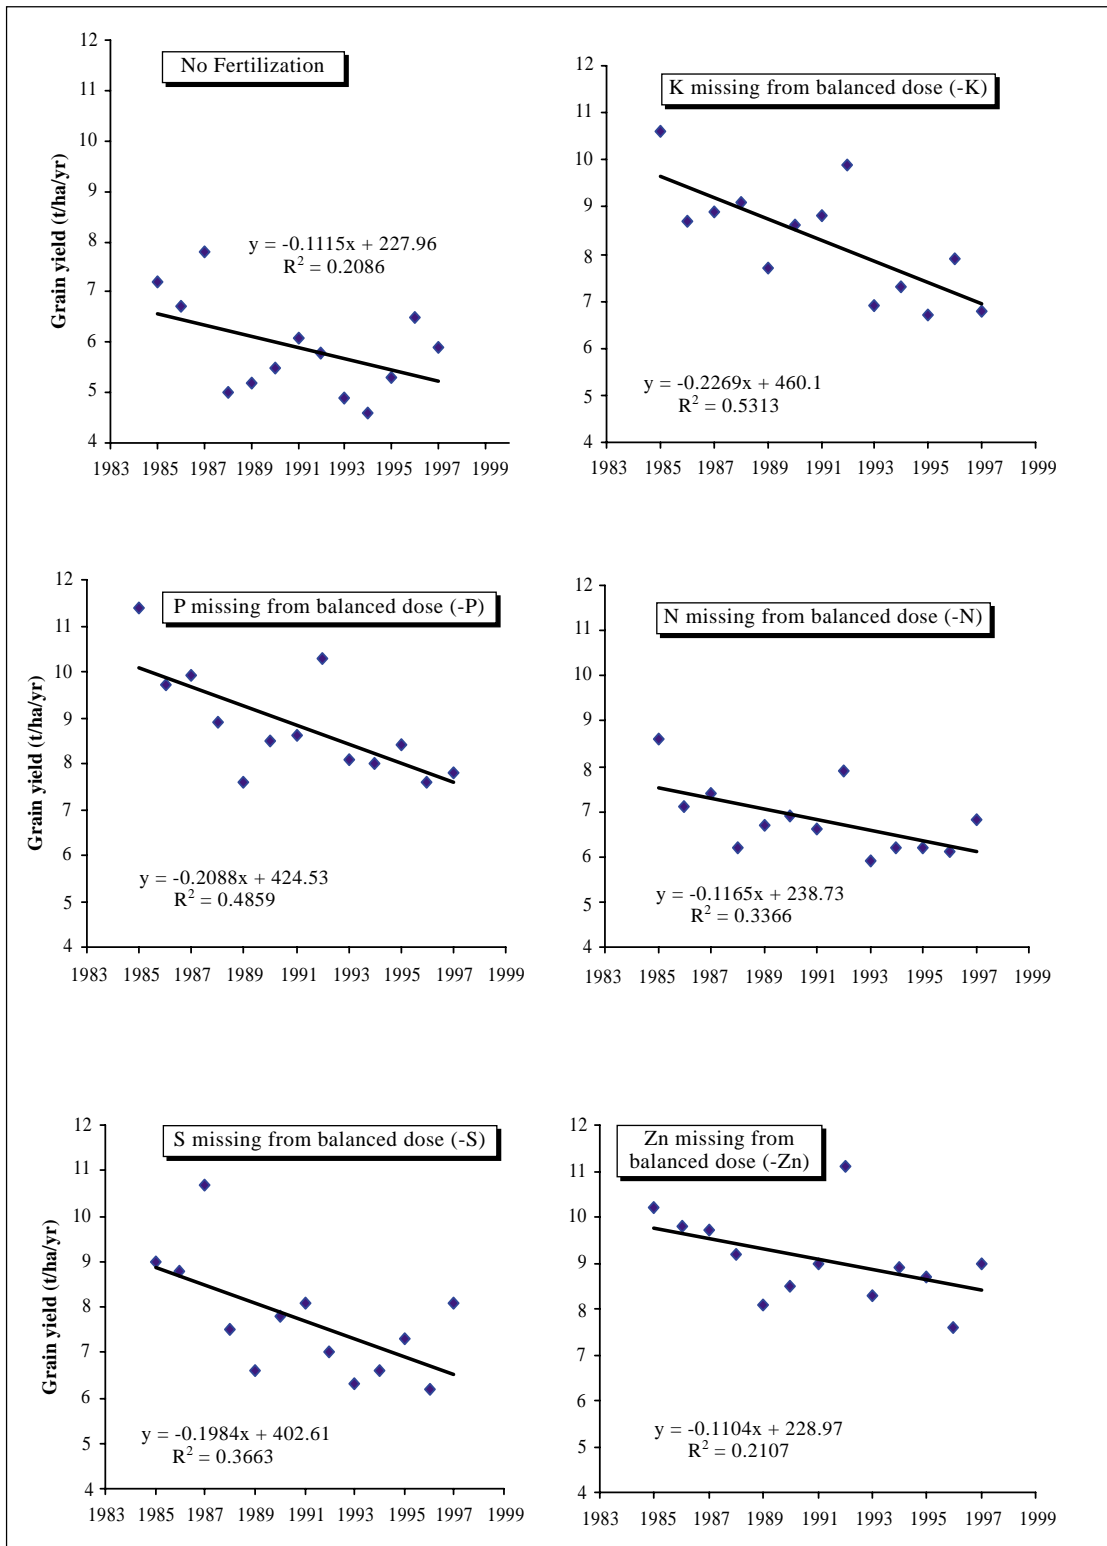 No Fertilization
12
11
10
9
8
7
6
5
4
Grain yield (t/ha/yr)
y = -0.1115x + 227.96
R² = 0.2086
1983 1985 1987 1989 1991 1993 1995 1997 1999
K missing from balanced dose (-K)
12
11
10
9
8
7
6
5
4
y = -0.2269x + 460.1
R² = 0.5313
1983 1985 1987 1989 1991 1993 1995 1997 1999
P missing from balanced dose (-P)
12
11
10
9
8
7
6
5
4
Grain yield (t/ha/yr)
y = -0.2088x + 424.53
R² = 0.4859
1983 1985 1987 1989 1991 1993 1995 1997 1999
N missing from balanced dose (-N)
12
11
10
9
8
7
6
5
4
y = -0.1165x + 238.73
R² = 0.3366
1983 1985 1987 1989 1991 1993 1995 1997 1999
S missing from balanced dose (-S)
12
11
10
9
8
7
6
5
4
Grain yield (t/ha/yr)
y = -0.1984x + 402.61
R² = 0.3663
1983 1985 1987 1989 1991 1993 1995 1997 1999
Zn missing from
balanced dose (-Zn)
12
11
10
9
8
7
6
5
4
y = -0.1104x + 228.97
R² = 0.2107
1983 1985 1987 1989 1991 1993 1995 1997 1999